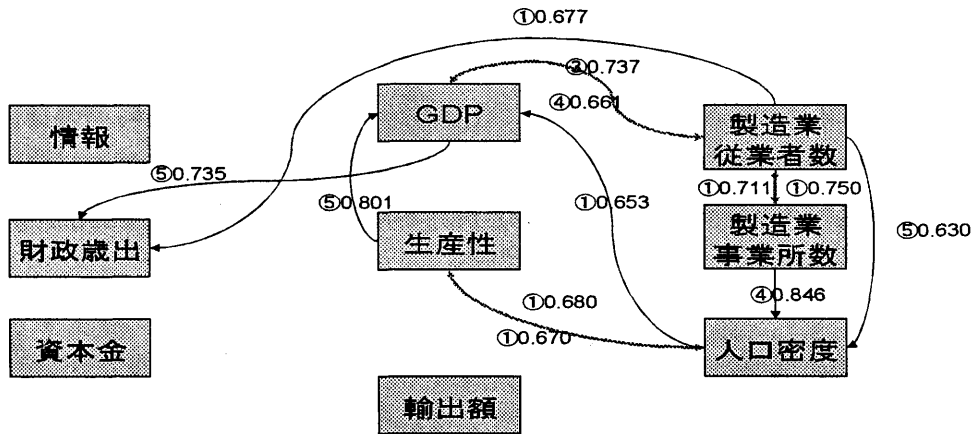 ①0.677
③0.737
GDP
④0.661
情報
製造業
従業者数
⑤0.735
①0.711
①0.750
⑤0.801
①0.653
財政歳出
生産性
製造業
事業所数
⑤0.630
①0.680
④0.846
①0.670
資本金
人口密度
輸出額